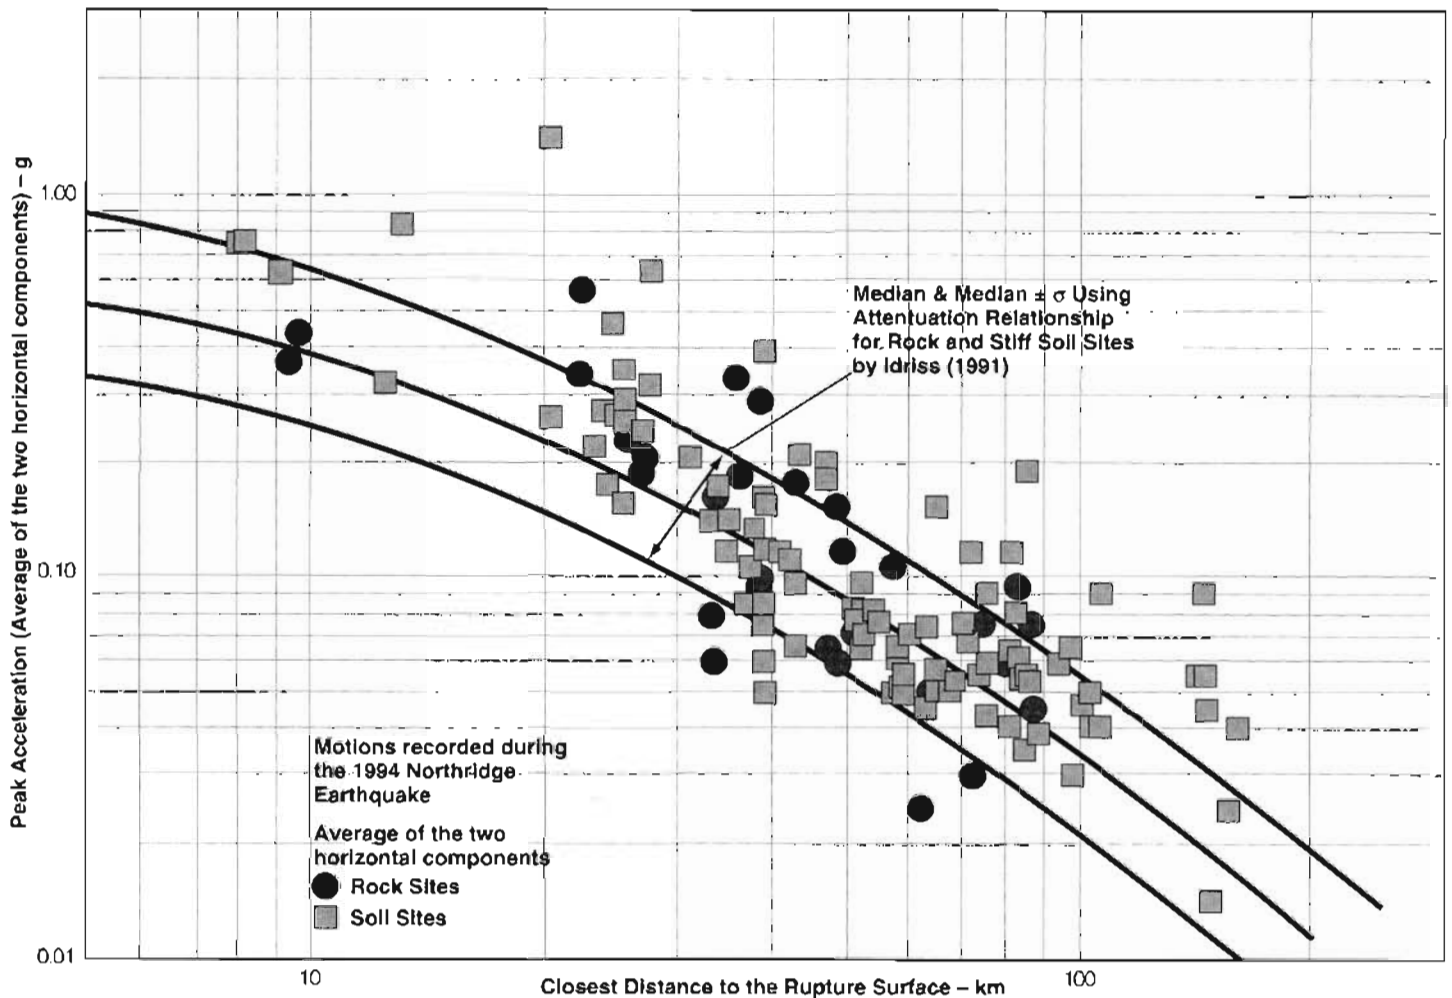 Peak Acceleration (Average of the two horizontal components) – g
1.00
0.10
0.01
Median & Median ± σ Using
Attentuation Relationship
for Rock and Stiff Soil Sites
by Idriss (1991)
Motions recorded during
the 1994 Northridge
Earthquake
Average of the two
horizontal components
Rock Sites
Soil Sites
10
100
Closest Distance to the Rupture Surface – km